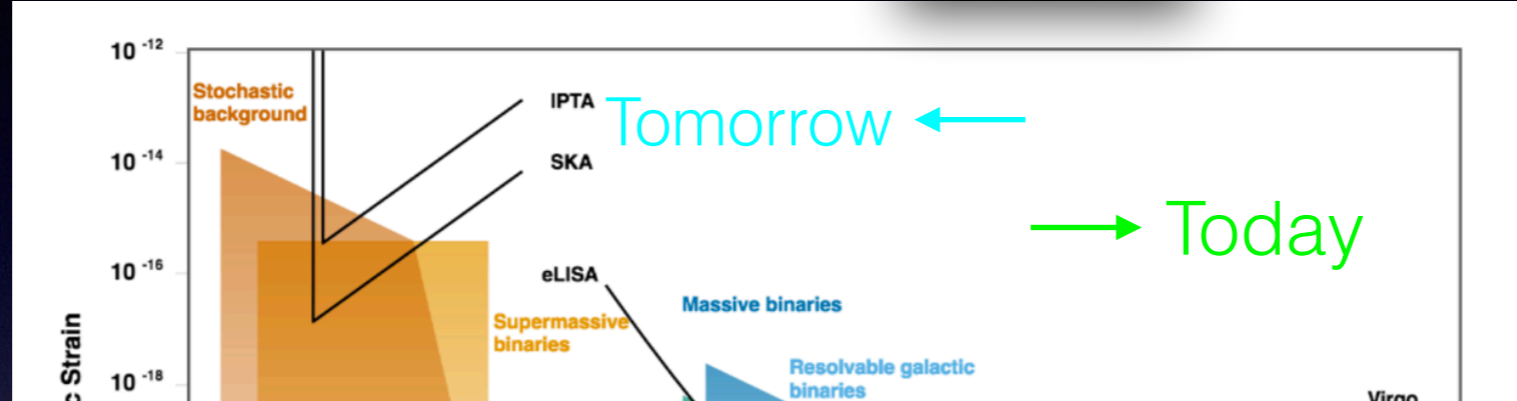 10 -12
Stochastic
background
IPTA
Tomorrow
10 -14
SKA
Today
10 -16
eLISA
Massive binaries
Supermassive
binaries
Resolvable galactic
binaries
10 -18
Strain